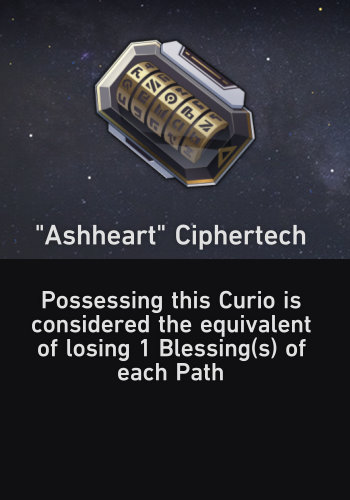 "Ashheart" Ciphertech
Possessing this Curio is
considered the equivalent
of losing 1 Blessing(s) of
each Path